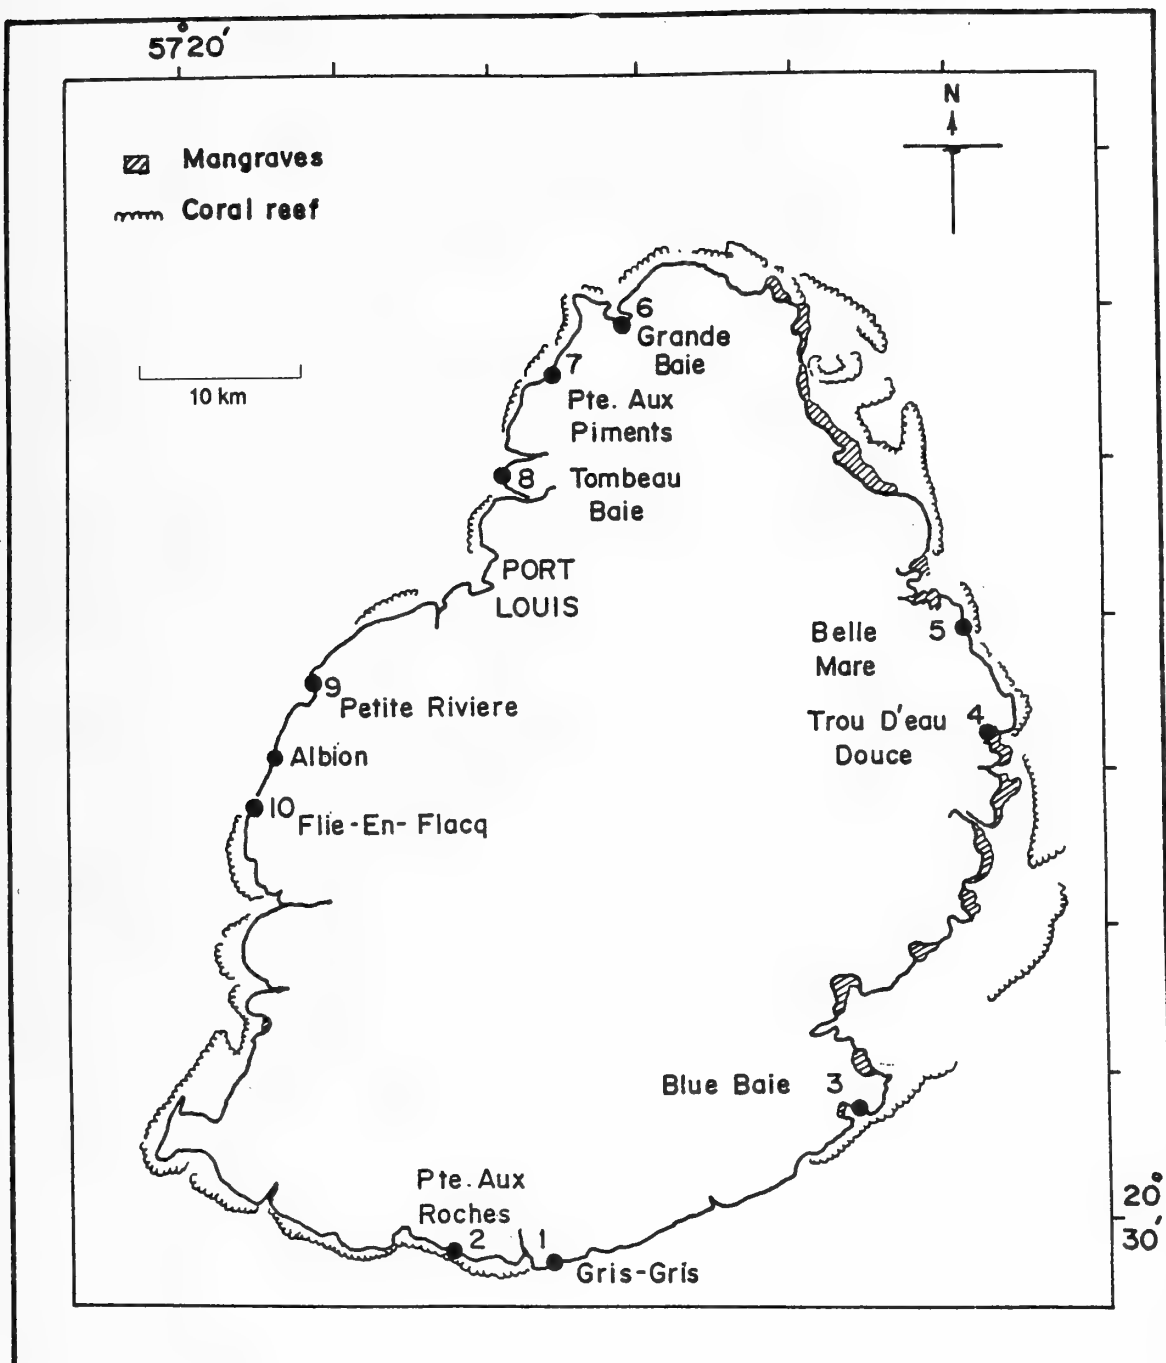 57°20'
N
Mangraves
Coral reef
6
Grande
Baie
10 km
7
Pte. Aux
Piments
8
Tombeau
Baie
PORT
LOUIS
Belle
Mare
5
9
Petite Riviere
Trou D'eau
Douce
4
Albion
10
Flie-En-Flacq
Blue Baie
3
Pte. Aux
Roches
2
1
Gris-Gris
20°
30'